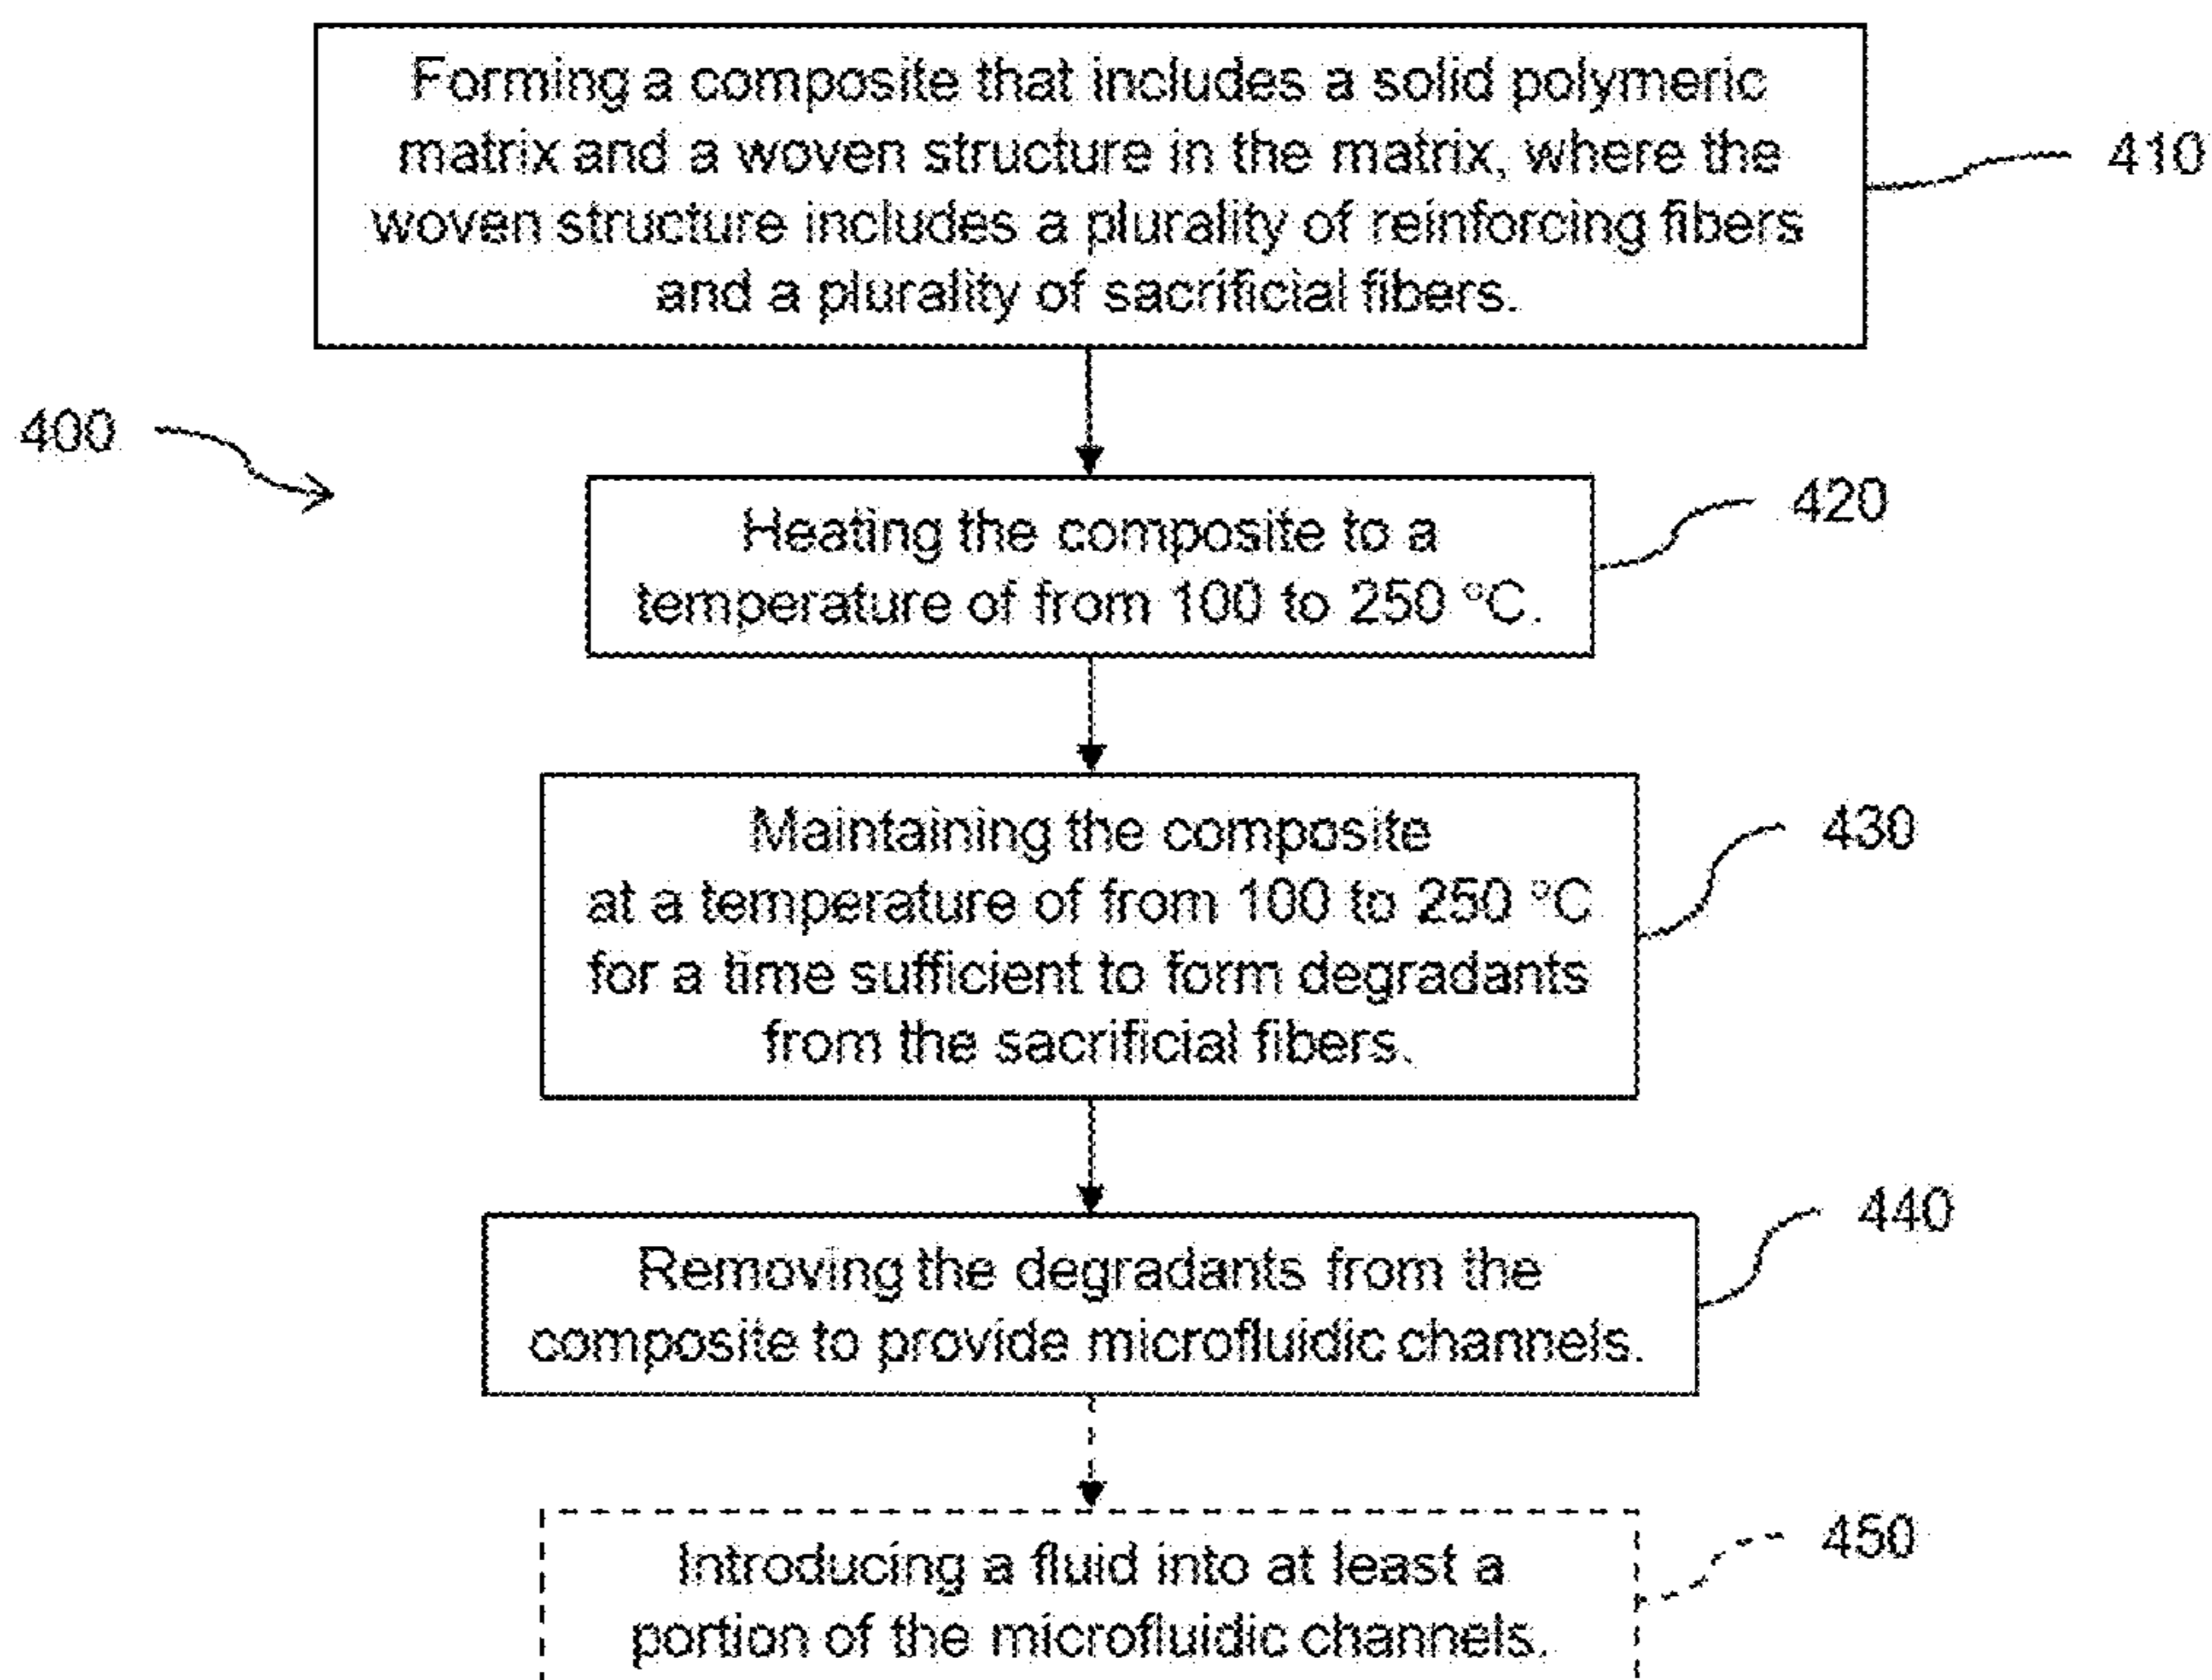 Forming a composite that includes a solid polymeric
matrix and a woven structure in the matrix, where the
woven structure includes a plurality of reinforcing fibers
and a plurality of sacrificial fibers.
410
400
Heating the composite to a
temperature of from 100 to 250 °C.
420
Maintaining the composite
at a temperature of from 100 to 250 °C
for a time sufficient to form degradants
from the sacrificial fibers.
430
Removing the degradants from the
composite to provide microfluidic channels.
440
Introducing a fluid into at least a
portion of the microfluidic channels.
450